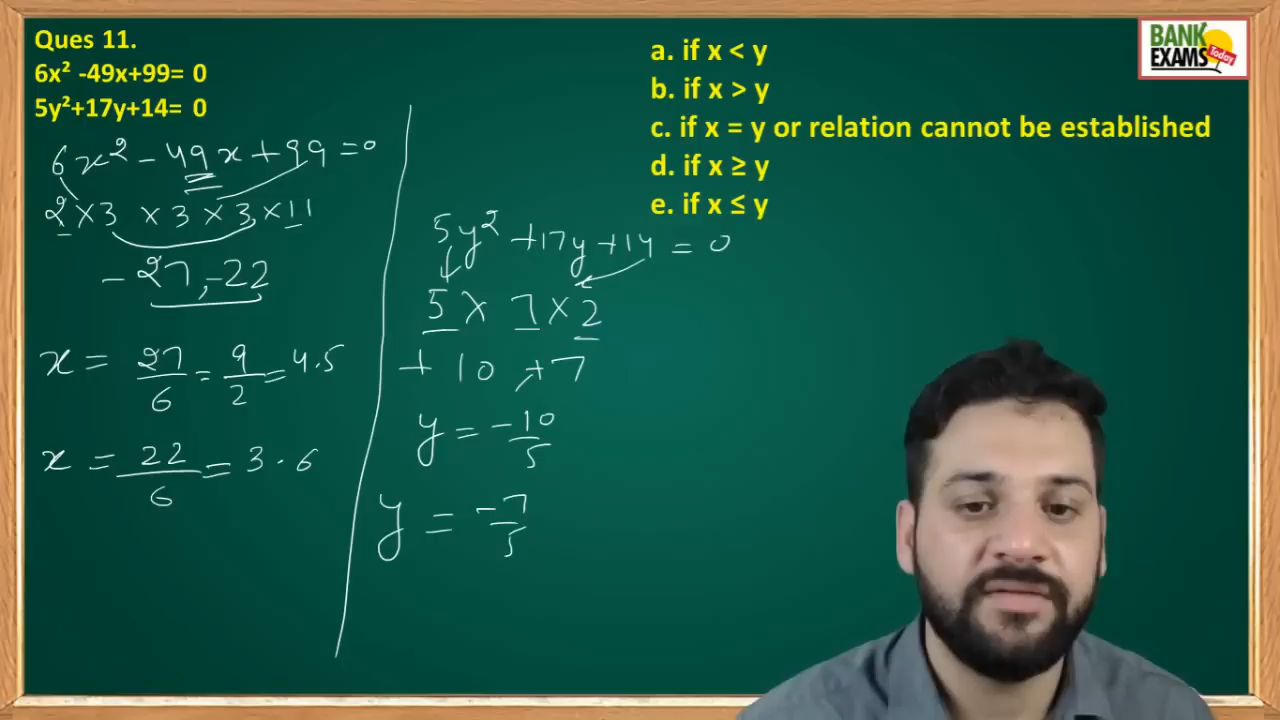 Ques 11.
6x² -49x+99= 0
5y²+17y+14= 0
a. if x < y
b. if x > y
c. if x = y or relation cannot be established
d. if x ≥ y
e. if x ≤ y
BANK
EXAMS Today
6x² - 49x + 99 = 0
2 × 3 × 3 × 3 × 11
- 27, -22
x = 27/6 = 9/2 = 4.5
x = 22/6 = 3.6
5y² + 17y + 14 = 0
5 × 7 × 2
+ 10, +7
y = -10/5
y = -7/5